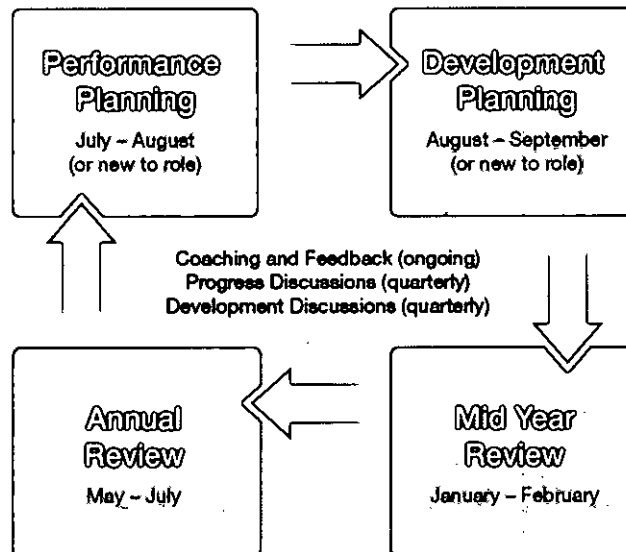 Performance
Planning
July – August
(or new to role)
Development
Planning
August – September
(or new to role)
Coaching and Feedback (ongoing)
Progress Discussions (quarterly)
Development Discussions (quarterly)
Annual
Review
May – July
Mid Year
Review
January – February